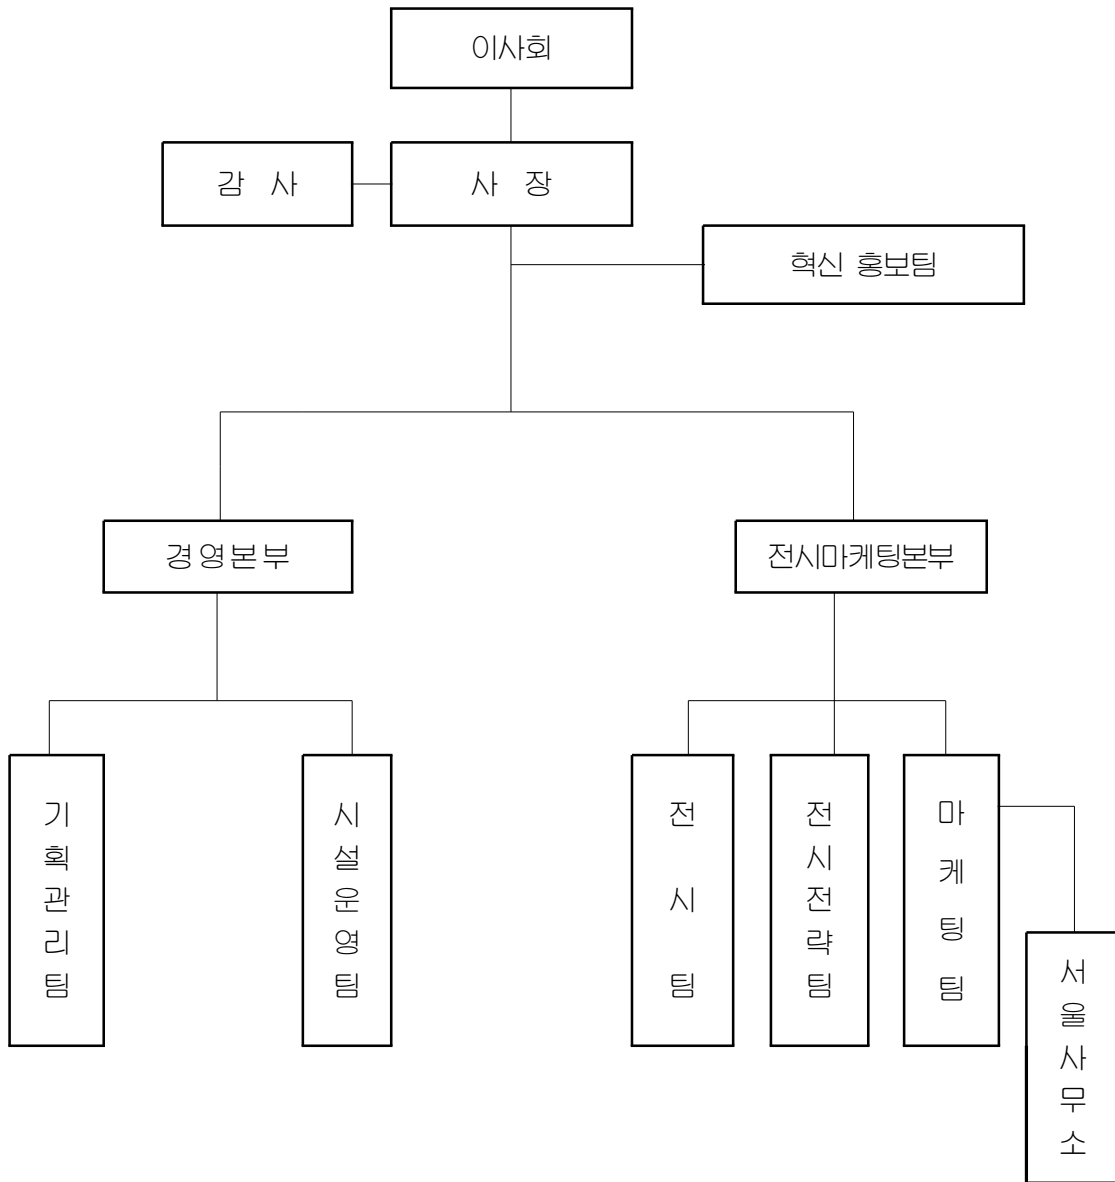 이사회
감 사
사 장
혁신 홍보팀
경영본부
전시마케팅본부
기획관리팀
시설운영팀
전시팀
전시전략팀
마케팅팀
서울사무소